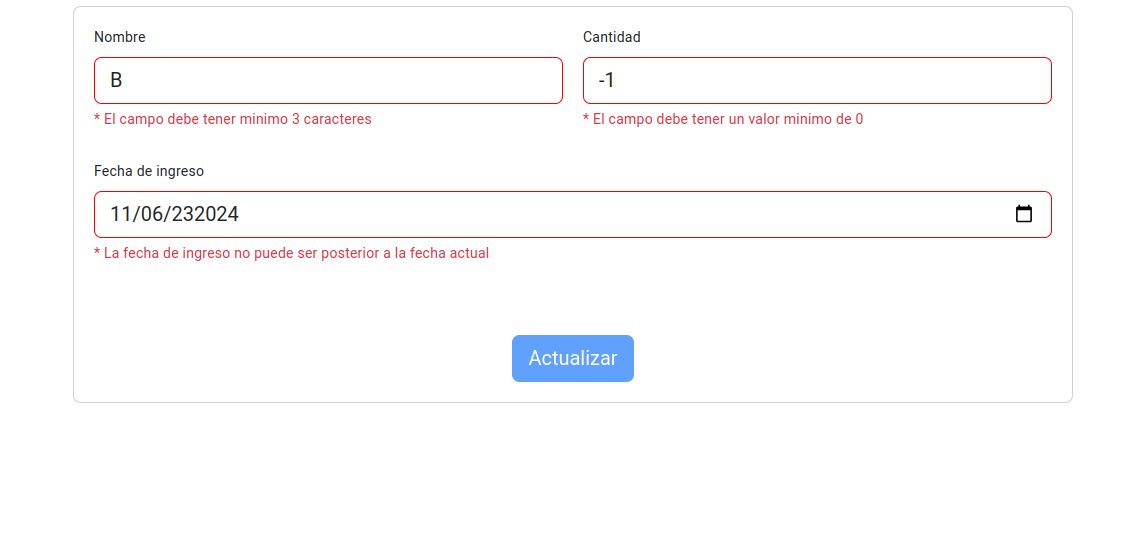 Nombre
Cantidad
B
-1
* El campo debe tener minimo 3 caracteres
* El campo debe tener un valor minimo de 0
Fecha de ingreso
11/06/232024
* La fecha de ingreso no puede ser posterior a la fecha actual
Actualizar